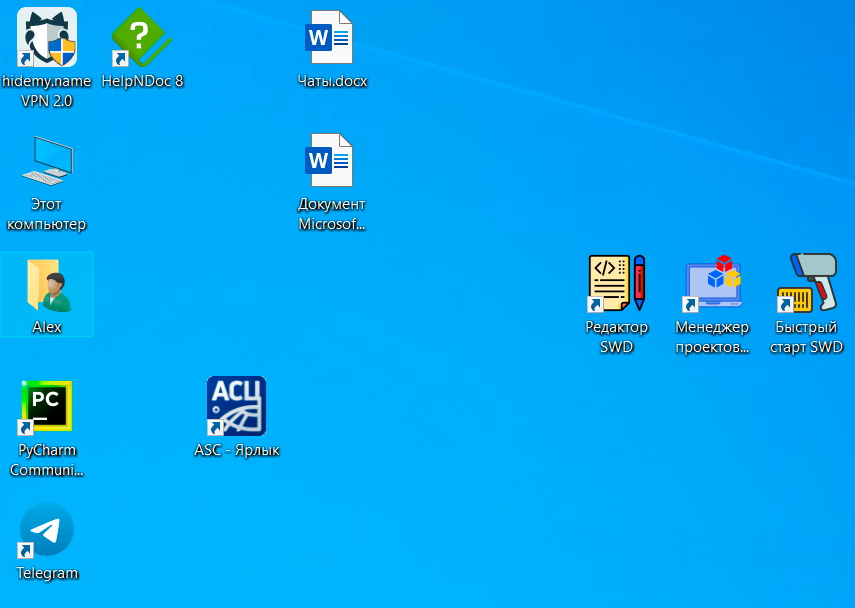 hidemy.name
VPN 2.0
HelpNDoc 8
W
Чаты.docx
Этот
компьютер
W
Документ
Microsof...
Alex
</>
Редактор
SWD
Менеджер
проектов...
Быстрый
старт SWD
PC
PyCharm
Communi...
АСЦ
ASC - Ярлык
Telegram